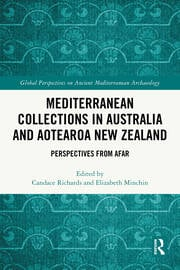 Global Perspectives on Ancient Mediterranean Archaeology
MEDITERRANEAN
COLLECTIONS IN AUSTRALIA
AND AOTEAROA NEW ZEALAND
PERSPECTIVES FROM AFAR
Edited by
Candace Richards and Elizabeth Minchin
R